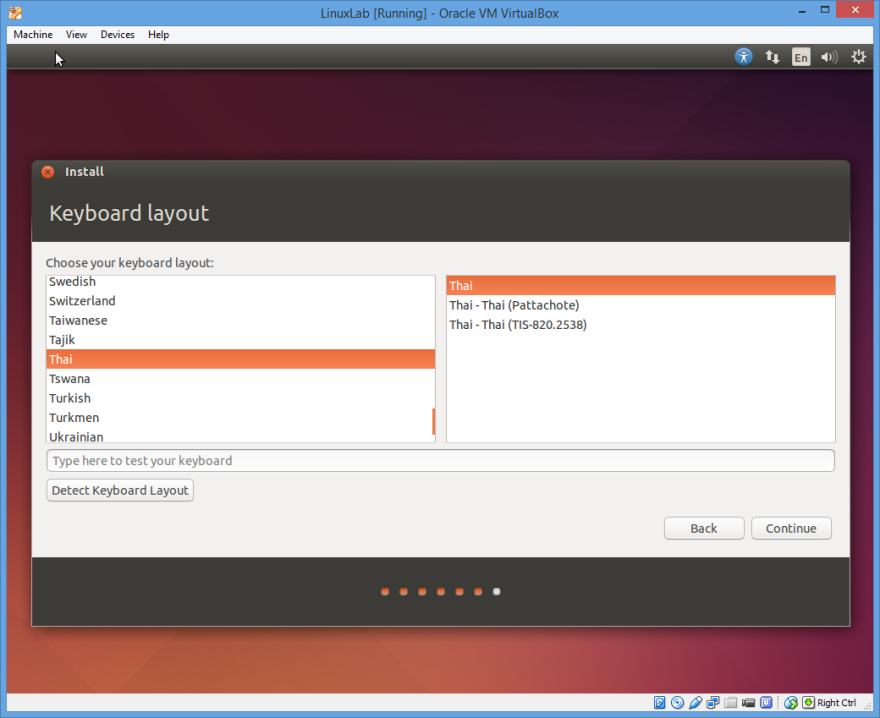 LinuxLab [Running] - Oracle VM VirtualBox
Machine View Devices Help
En
Install
Keyboard layout
Choose your keyboard layout:
Swedish
Switzerland
Taiwanese
Tajik
Thai
Tswana
Turkish
Turkmen
Ukrainian
Thai
Thai - Thai (Pattachote)
Thai - Thai (TIS-820.2538)
Type here to test your keyboard
Detect Keyboard Layout
Back
Continue
Right Ctrl